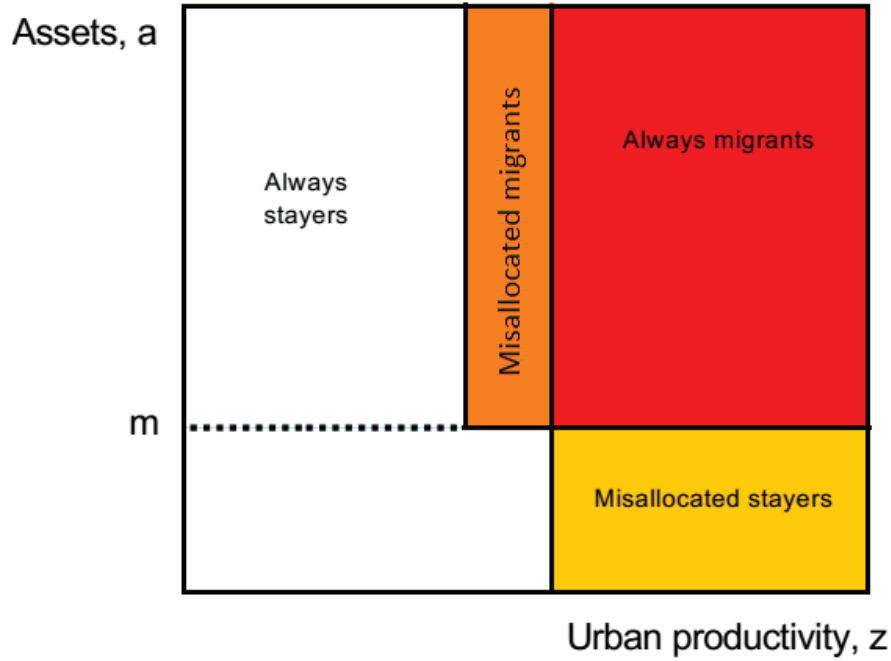 Assets, a
Always
stayers
Misallocated migrants
Always migrants
m
Misallocated stayers
Urban productivity, z